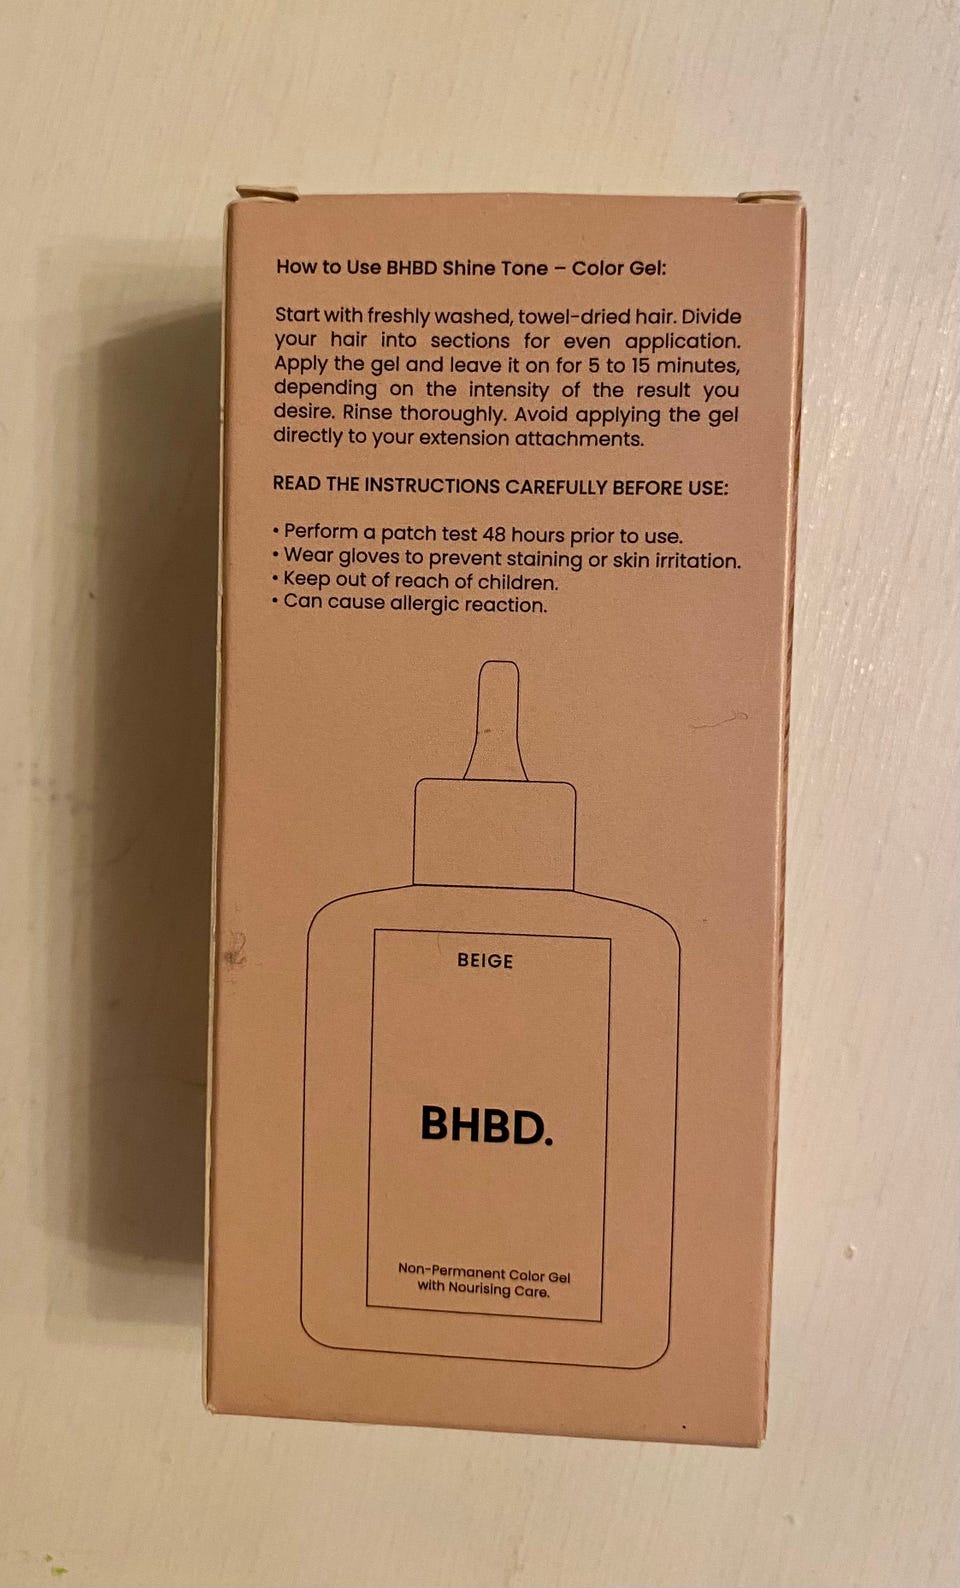 How to Use BHBD Shine Tone – Color Gel:
Start with freshly washed, towel-dried hair. Divide
your hair into sections for even application.
Apply the gel and leave it on for 5 to 15 minutes,
depending on the intensity of the result you
desire. Rinse thoroughly. Avoid applying the gel
directly to your extension attachments.
READ THE INSTRUCTIONS CAREFULLY BEFORE USE:
• Perform a patch test 48 hours prior to use.
• Wear gloves to prevent staining or skin irritation.
• Keep out of reach of children.
• Can cause allergic reaction.
BEIGE
BHBD.
Non-Permanent Color Gel
with Nourising Care.